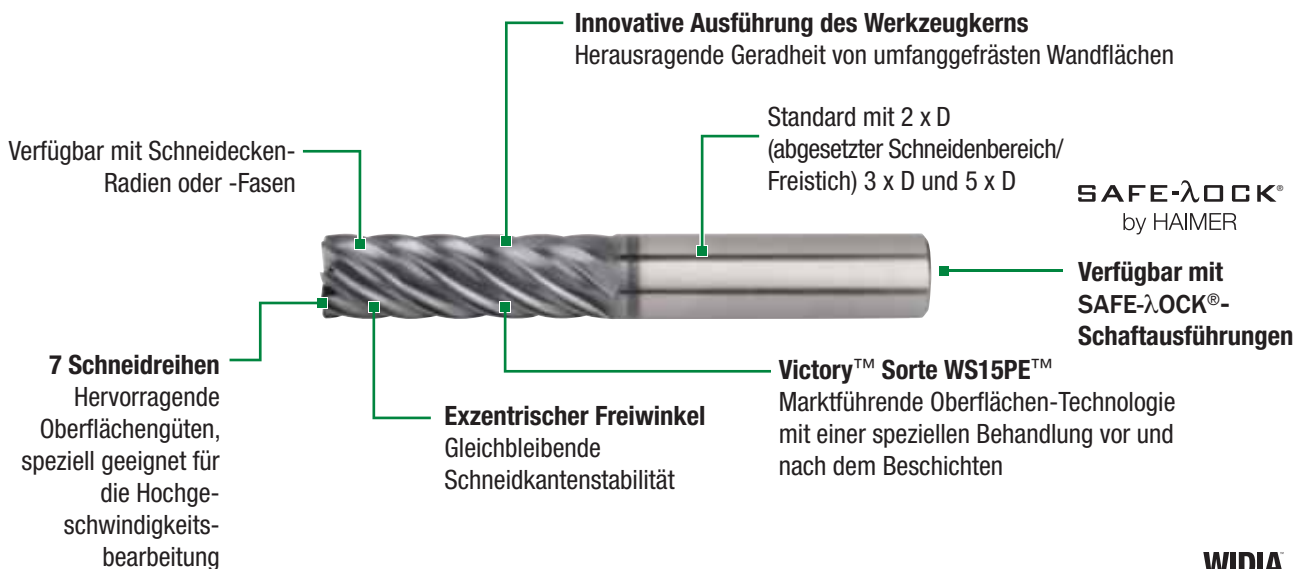 Innovative Ausführung des Werkzeugkerns
Herausragende Geradheit von umfanggefrästen Wandflächen
Verfügbar mit Schneidecken-
Radien oder -Fasen
Standard mit 2 x D
(abgesetzter Schneidenbereich/
Freistich) 3 x D und 5 x D
SAFE-λOCK®
by HAIMER
Verfügbar mit
SAFE-λOCK®-
Schaftausführungen
7 Schneidreihen
Hervorragende
Oberflächengüten,
speziell geeignet für
die Hochge-
schwindigkeits-
bearbeitung
Exzentrischer Freiwinkel
Gleichbleibende
Schneidkantenstabilität
Victory™ Sorte WS15PE™
Marktführende Oberflächen-Technologie
mit einer speziellen Behandlung vor und
nach dem Beschichten
WIDIA